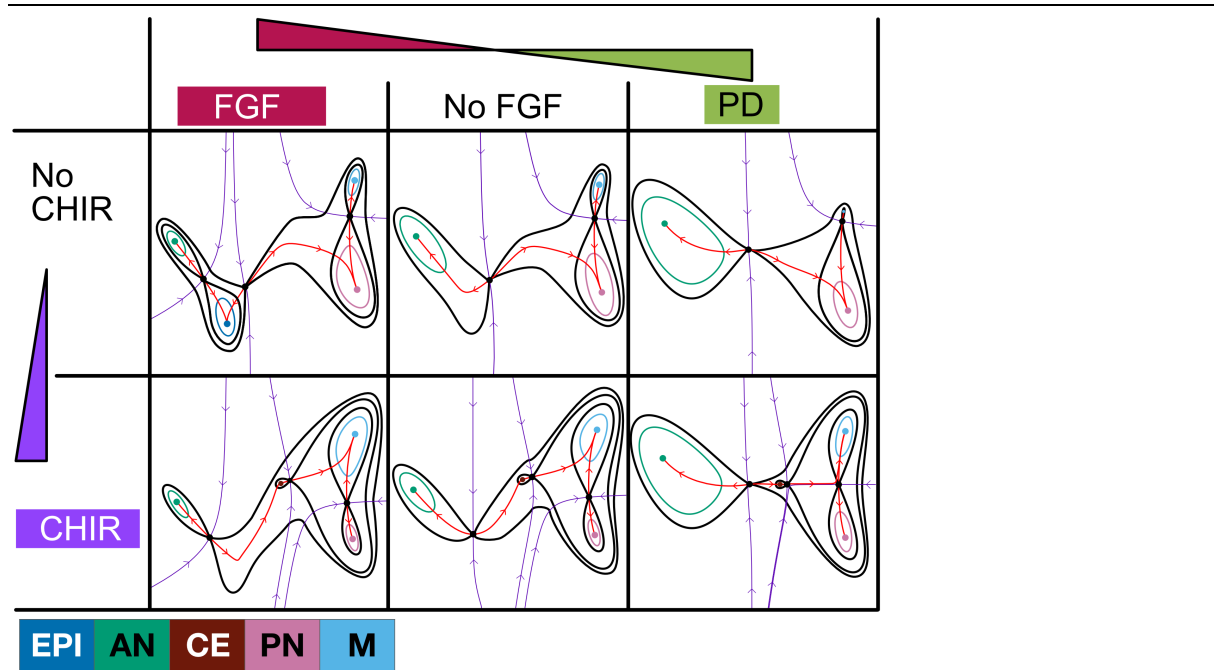 FGF
No FGF
PD
No
CHIR
CHIR
EPI AN CE PN M